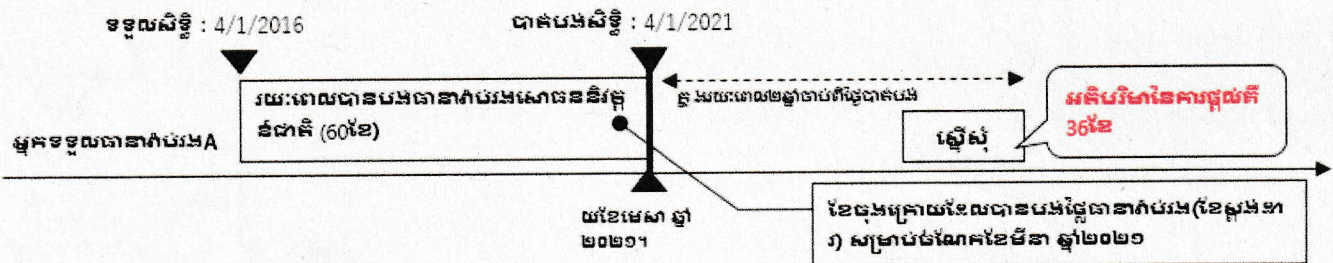 ទទួលសិទ្ធិ : 4/1/2016
បាត់បង់សិទ្ធិ : 4/1/2021
រយៈពេលបានបង់ធានារ៉ាប់រងសោធននិវត្ត
ន៍ជាតិ (60ខែ)
ក្នុងរយៈពេល២ឆ្នាំចាប់ពីថ្ងៃបាត់បង់
អតិបរិមានៃការផ្តល់គឺ
36ខែ
ស្នើសុំ
អ្នកទទួលធានារ៉ាប់រងA
យខែមេសា ឆ្នាំ
២០២១។
ខែចុងក្រោយដែលបានបង់ថ្លៃធានារ៉ាប់រង(ខែស្តង់ដា
រ) សម្រាប់ចំណែកខែមីនា ឆ្នាំ២០២១